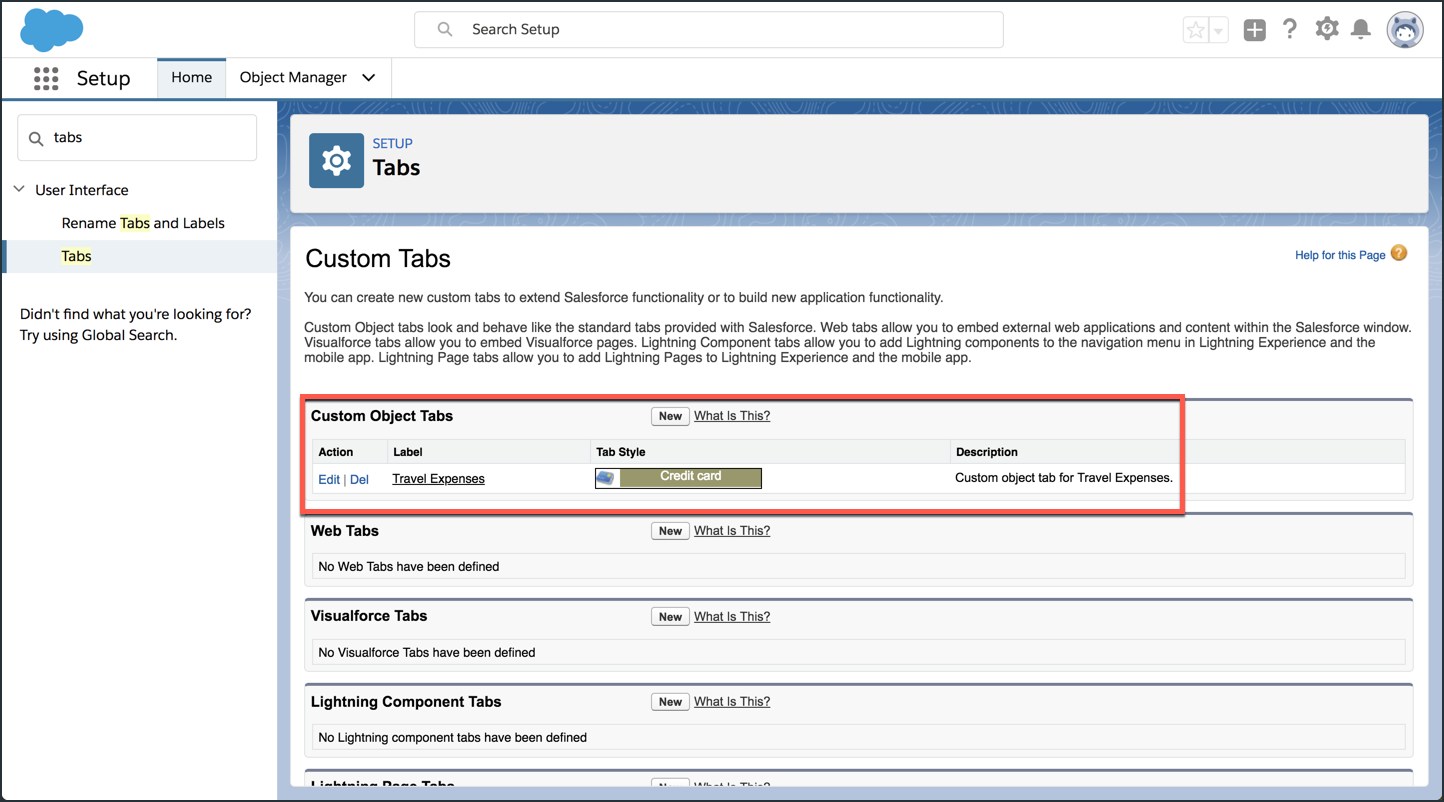 Search Setup
Setup
Home
Object Manager
tabs
User Interface
Rename Tabs and Labels
Tabs
Didn't find what you're looking for?
Try using Global Search.
SETUP
Tabs
Custom Tabs
Help for this Page
You can create new custom tabs to extend Salesforce functionality or to build new application functionality.
Custom Object tabs look and behave like the standard tabs provided with Salesforce. Web tabs allow you to embed external web applications and content within the Salesforce window.
Visualforce tabs allow you to embed Visualforce pages. Lightning Component tabs allow you to add Lightning components to the navigation menu in Lightning Experience and the
mobile app. Lightning Page tabs allow you to add Lightning Pages to Lightning Experience and the mobile app.
Custom Object Tabs New What Is This?
Action Label Tab Style Description
Edit | Del Travel Expenses Credit card Custom object tab for Travel Expenses.
Web Tabs New What Is This?
No Web Tabs have been defined
Visualforce Tabs New What Is This?
No Visualforce Tabs have been defined
Lightning Component Tabs New What Is This?
No Lightning component tabs have been defined
Lightning Page Tabs New What Is This?